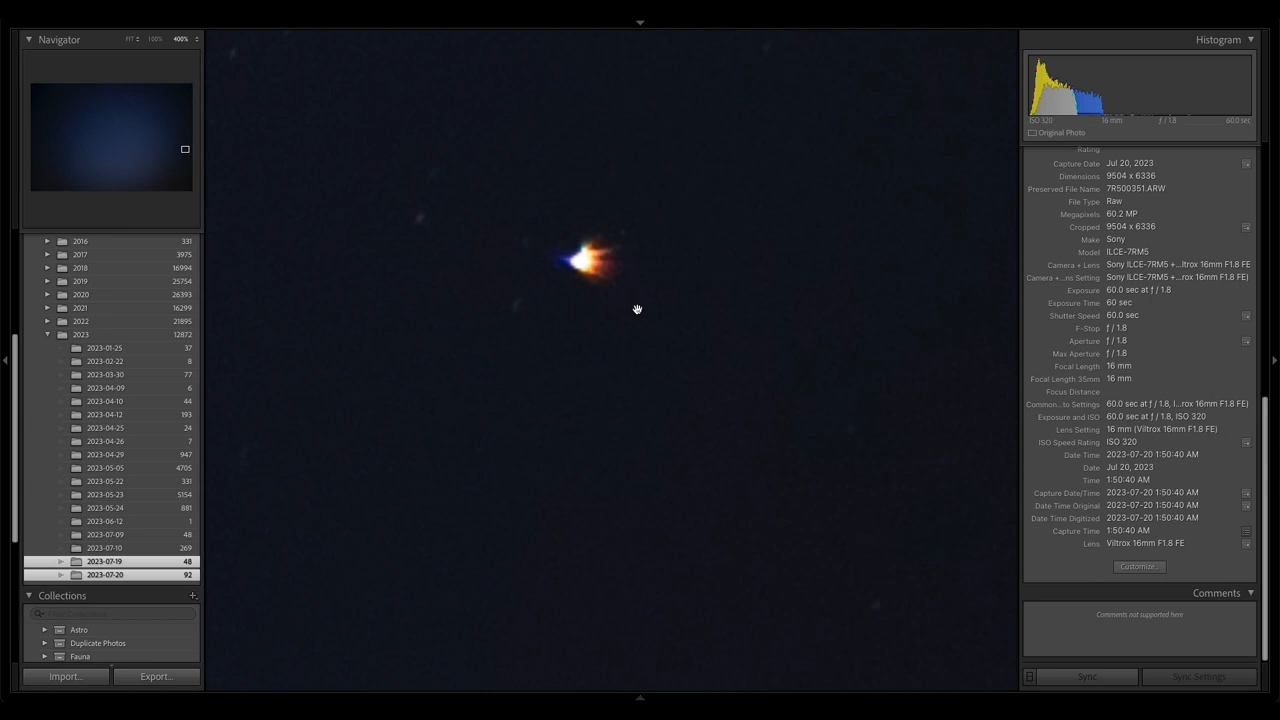 Navigator
FIT
100%
400%
2016 331
2017 3975
2018 16994
2019 25754
2020 26393
2021 16299
2022 21895
2023 12872
2023-01-25 37
2023-02-22 8
2023-03-30 77
2023-04-09 6
2023-04-10 44
2023-04-12 193
2023-04-25 24
2023-04-26 7
2023-04-29 947
2023-05-05 4705
2023-05-22 331
2023-05-23 5154
2023-05-24 881
2023-06-12 1
2023-07-09 48
2023-07-10 269
2023-07-19 48
2023-07-20 92
Collections
Astro
Duplicate Photos
Fauna
Import...
Export...
Histogram
ISO 320 16 mm ƒ / 1.8 60.0 sec
Original Photo
Rating
Capture Date Jul 20, 2023
Dimensions 9504 x 6336
Preserved File Name 7R500351.ARW
File Type Raw
Megapixels 60.2 MP
Cropped 9504 x 6336
Make Sony
Model ILCE-7RM5
Camera + Lens Sony ILCE-7RM5 +...ltrox 16mm F1.8 FE
Camera +...ns Setting Sony ILCE-7RM5 +...rox 16mm F1.8 FE)
Exposure 60.0 sec at ƒ / 1.8
Exposure Time 60 sec
Shutter Speed 60.0 sec
F-Stop ƒ / 1.8
Aperture ƒ / 1.8
Max Aperture ƒ / 1.8
Focal Length 16 mm
Focal Length 35mm 16 mm
Focus Distance
Common...to Settings 60.0 sec at ƒ / 1.8, I...rox 16mm F1.8 FE)
Exposure and ISO 60.0 sec at ƒ / 1.8, ISO 320
Lens Setting 16 mm (Viltrox 16mm F1.8 FE)
ISO Speed Rating ISO 320
Date Time 2023-07-20 1:50:40 AM
Date Jul 20, 2023
Time 1:50:40 AM
Capture Date/Time 2023-07-20 1:50:40 AM
Date Time Original 2023-07-20 1:50:40 AM
Date Time Digitized 2023-07-20 1:50:40 AM
Capture Time 1:50:40 AM
Lens Viltrox 16mm F1.8 FE
Customize...
Comments
Comments not supported here
Sync
Sync Settings